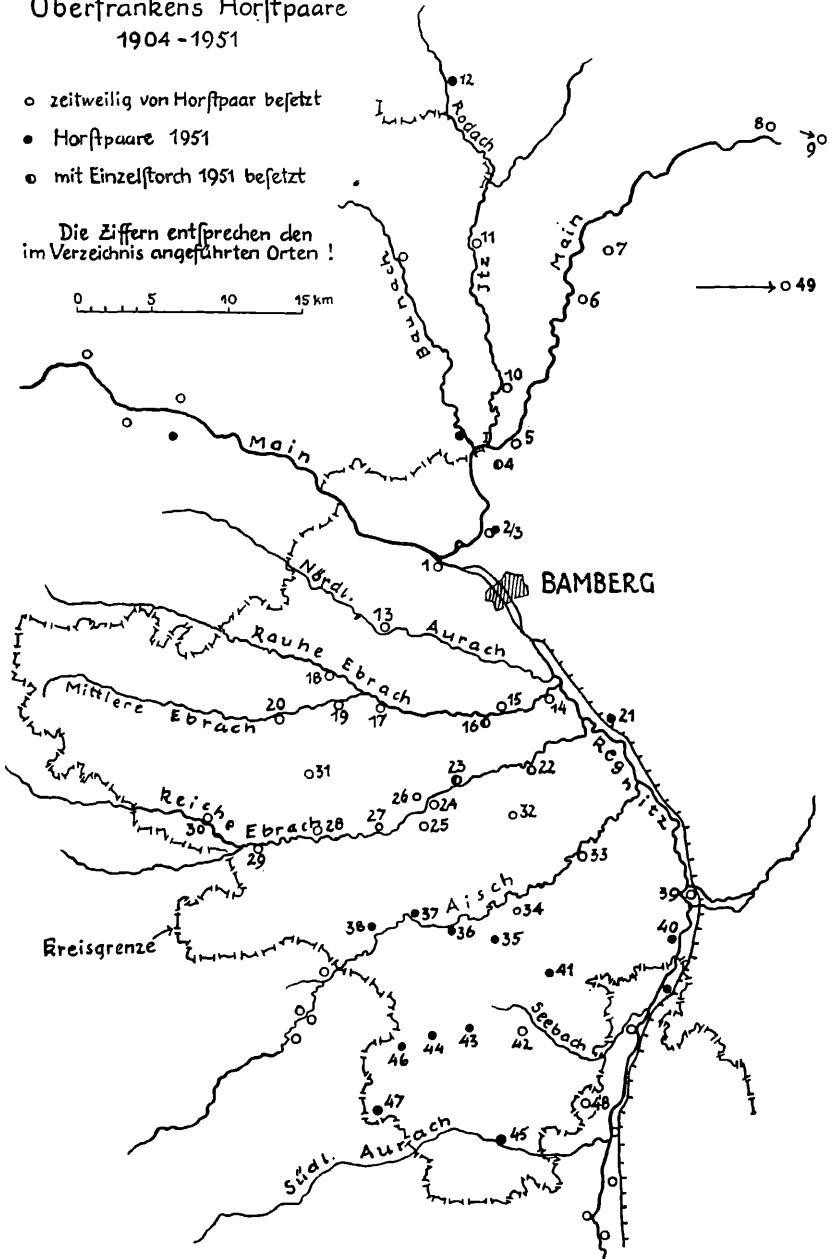 Oberfrankens Horſtpaare
1904-1951
zeitweilig von Horſtpaar beſetzt
Horſtpaare 1951
mit Einzelſtorch 1951 beſetzt
Die Ziffern entſprechen den
im Verzeichnis angeführten Orten !
0 5 10 15 km
12
I
Rodach
8
9
11
Main
7
Itz
Baunach
49
6
10
5
I
4
Main
2/3
1
BAMBERG
Nördl. Aurach
13
Rauhe Ebrach
18
Mittlere Ebrach
20
19
17
16
15
14
21
Regnitz
31
23
22
26
24
25
32
Reiche Ebrach
30
28
27
29
33
Aisch
34
39
38
37
36
35
40
Kreisgrenze
41
Seebach
46
44
43
42
47
48
45
Südl. Aurach